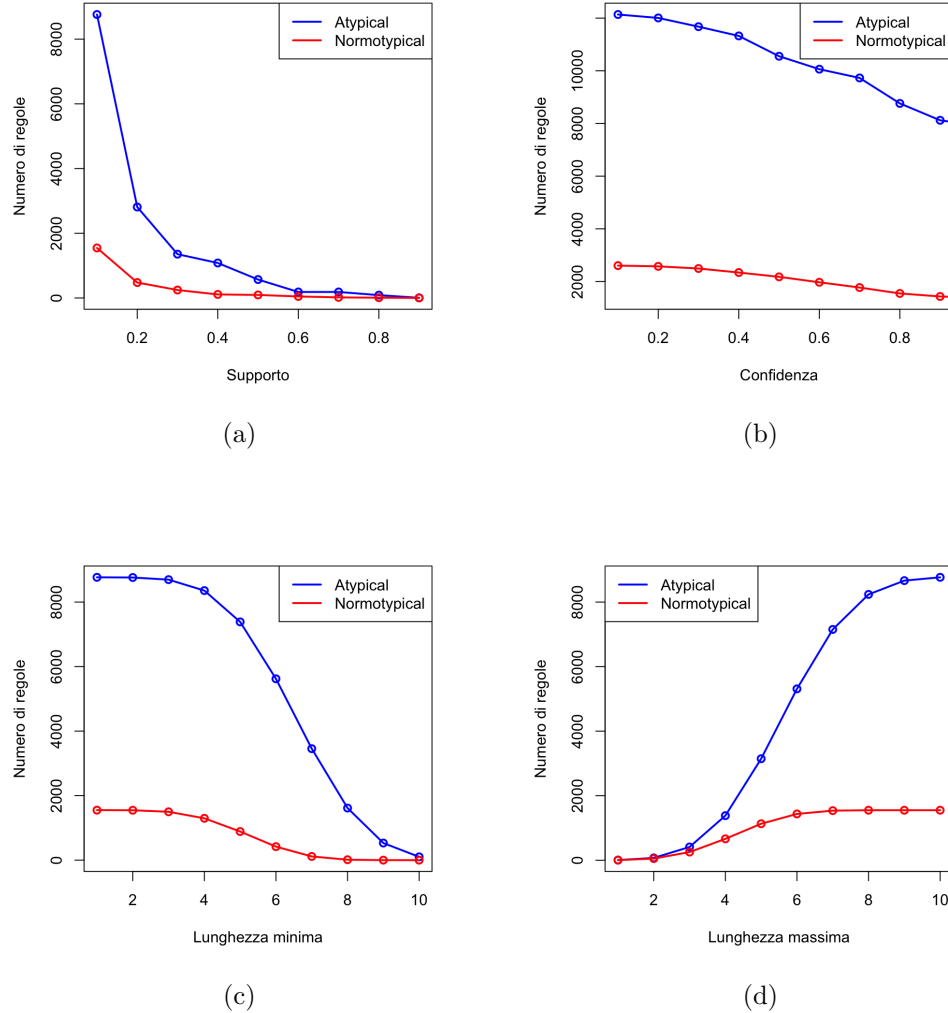 Atypical
Normotypical
Numero di regole
8000
6000
4000
2000
0
0.2 0.4 0.6 0.8
Supporto
(a)
Atypical
Normotypical
Numero di regole
10000
8000
6000
4000
2000
0.2 0.4 0.6 0.8
Confidenza
(b)
Atypical
Normotypical
Numero di regole
8000
6000
4000
2000
0
2 4 6 8 10
Lunghezza minima
(c)
Atypical
Normotypical
Numero di regole
8000
6000
4000
2000
0
2 4 6 8 10
Lunghezza massima
(d)